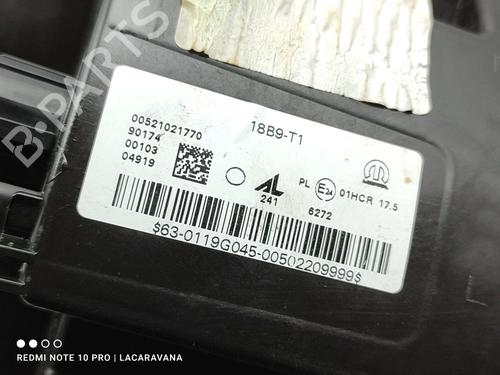 B-PARTS
00521021770
90174
00103
04919
18B9-T1
AL
241
PL E24 01HCR 17.5
6272
$63-0119G045-00502209999$
REDMI NOTE 10 PRO | LACARAVANA